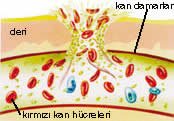 kan damarları
deri
kırmızı kan hücreleri